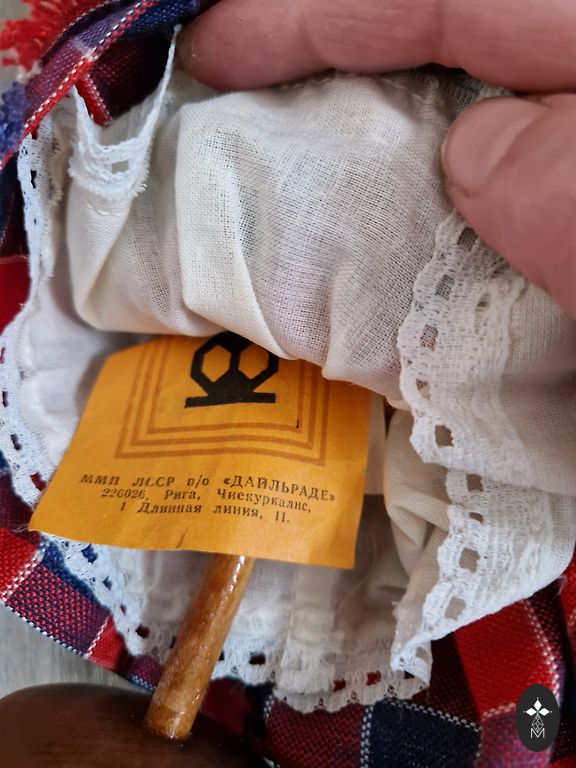 ММП ЛССР п/о «ДАЙЛЬРАДЕ»
226026, Рига, Чиекуркалнс,
1 Длинная линия, 11.
M